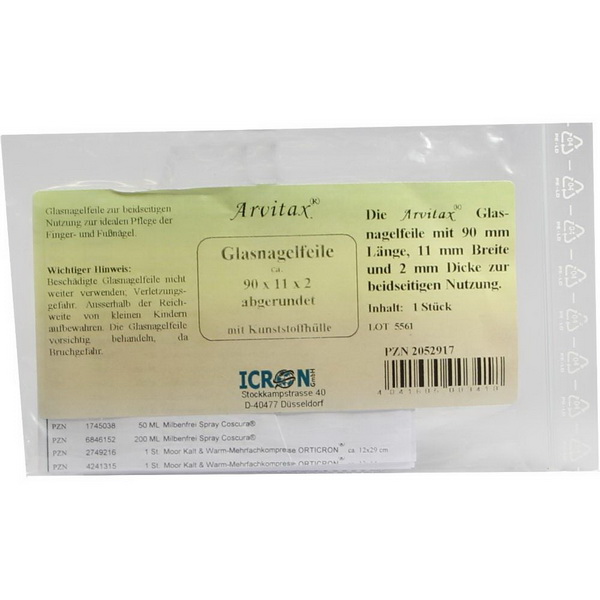 Glasnagelfeile zur beidseitigen
Nutzung zur idealen Pflege der
Finger- und Fußnägel.
Wichtiger Hinweis:
Beschädigte Glasnagelfeile nicht
weiter verwenden; Verletzungs-
gefahr. Ausserhalb der Reich-
weite von kleinen Kindern
aufbewahren. Die Glasnagelfeile
vorsichtig behandeln, da
Bruchgefahr.
Arvitax®
Glasnagelfeile
ca.
90 x 11 x 2
abgerundet
mit Kunststoffhülle
ICRON GmbH
Stockkampstrasse 40
D-40477 Düsseldorf
Die Arvitax® Glas-
nagelfeile mit 90 mm
Länge, 11 mm Breite
und 2 mm Dicke zur
beidseitigen Nutzung.
Inhalt: 1 Stück
LOT 5561
PZN 2052917
PZN 1745038 50 ML Milbenfrei Spray Coscura®
PZN 6846152 200 ML Milbenfrei Spray Coscura®
PZN 2749216 1 St. Moor Kalt & Warm-Mehrfachkompresse ORTICRON® ca. 12x29 cm
PZN 4241315 1 St. Moor Kalt & Warm-Mehrfachkompresse ORTICRON®